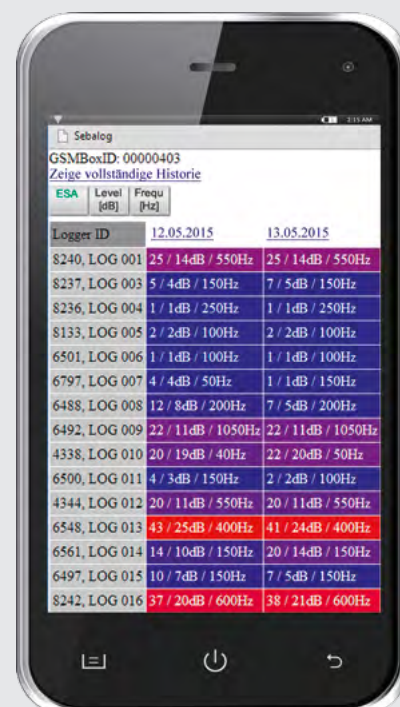 2:15 AM
Sebalog
GSMBoxID: 00000403
Zeige vollständige Historie
ESA Level [dB] Frequ [Hz]
Logger ID 12.05.2015 13.05.2015
8240, LOG 001 25 / 14dB / 550Hz 25 / 14dB / 550Hz
8237, LOG 003 5 / 4dB / 150Hz 7 / 5dB / 150Hz
8236, LOG 004 1 / 1dB / 250Hz 1 / 1dB / 250Hz
8133, LOG 005 2 / 2dB / 100Hz 2 / 2dB / 100Hz
6501, LOG 006 1 / 1dB / 100Hz 1 / 1dB / 100Hz
6797, LOG 007 4 / 4dB / 50Hz 1 / 1dB / 150Hz
6488, LOG 008 12 / 8dB / 200Hz 7 / 5dB / 200Hz
6492, LOG 009 22 / 11dB / 1050Hz 22 / 11dB / 1050Hz
4338, LOG 010 20 / 19dB / 40Hz 22 / 20dB / 50Hz
6500, LOG 011 4 / 3dB / 150Hz 2 / 2dB / 100Hz
4344, LOG 012 20 / 11dB / 550Hz 20 / 11dB / 550Hz
6548, LOG 013 43 / 25dB / 400Hz 41 / 24dB / 400Hz
6561, LOG 014 14 / 10dB / 150Hz 20 / 14dB / 150Hz
6497, LOG 015 10 / 7dB / 150Hz 7 / 5dB / 150Hz
8242, LOG 016 37 / 20dB / 600Hz 38 / 21dB / 600Hz